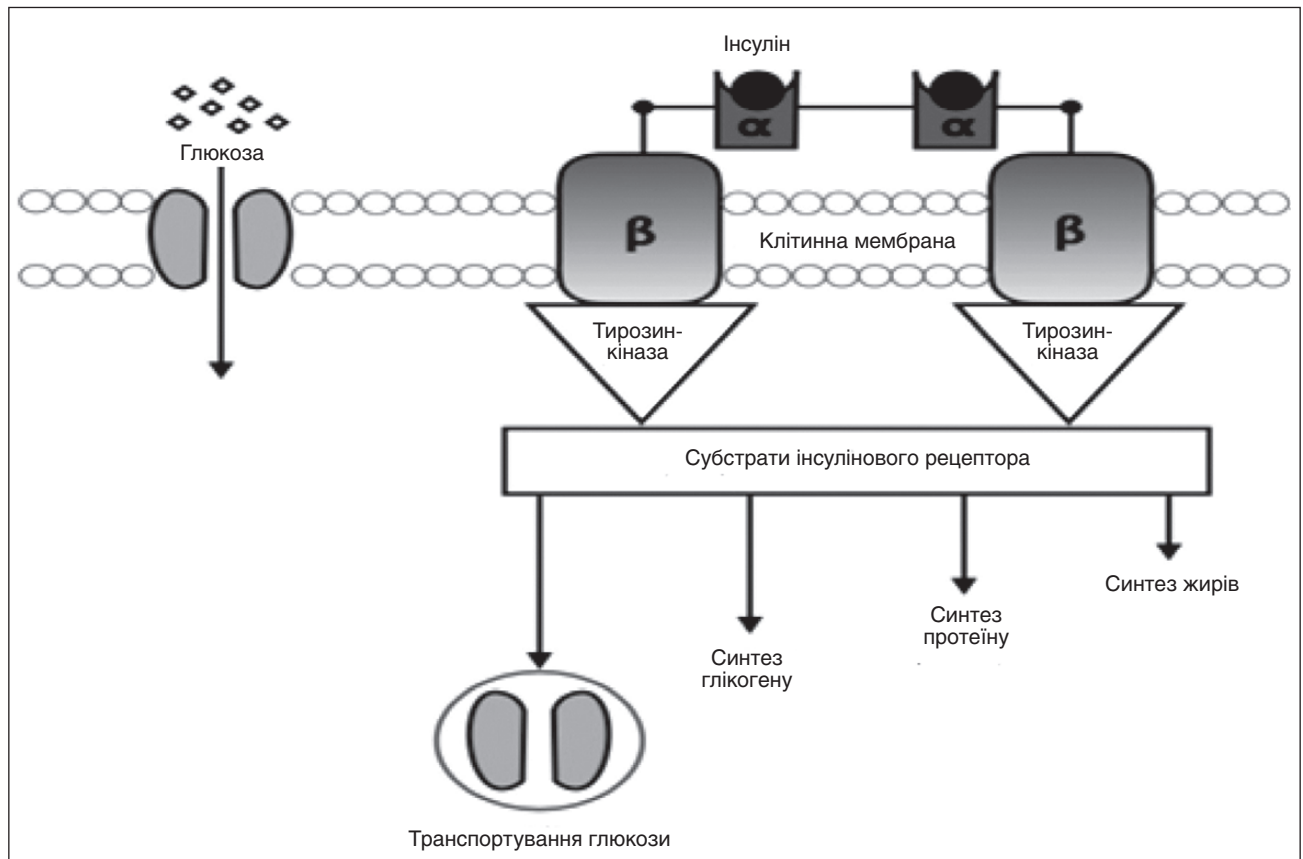 Інсулін
α
α
Глюкоза
β
Клітинна мембрана
β
Тирозин-
кіназа
Тирозин-
кіназа
Субстрати інсулінового рецептора
Синтез жирів
Синтез
протеїну
Синтез
глікогену
Транспортування глюкози